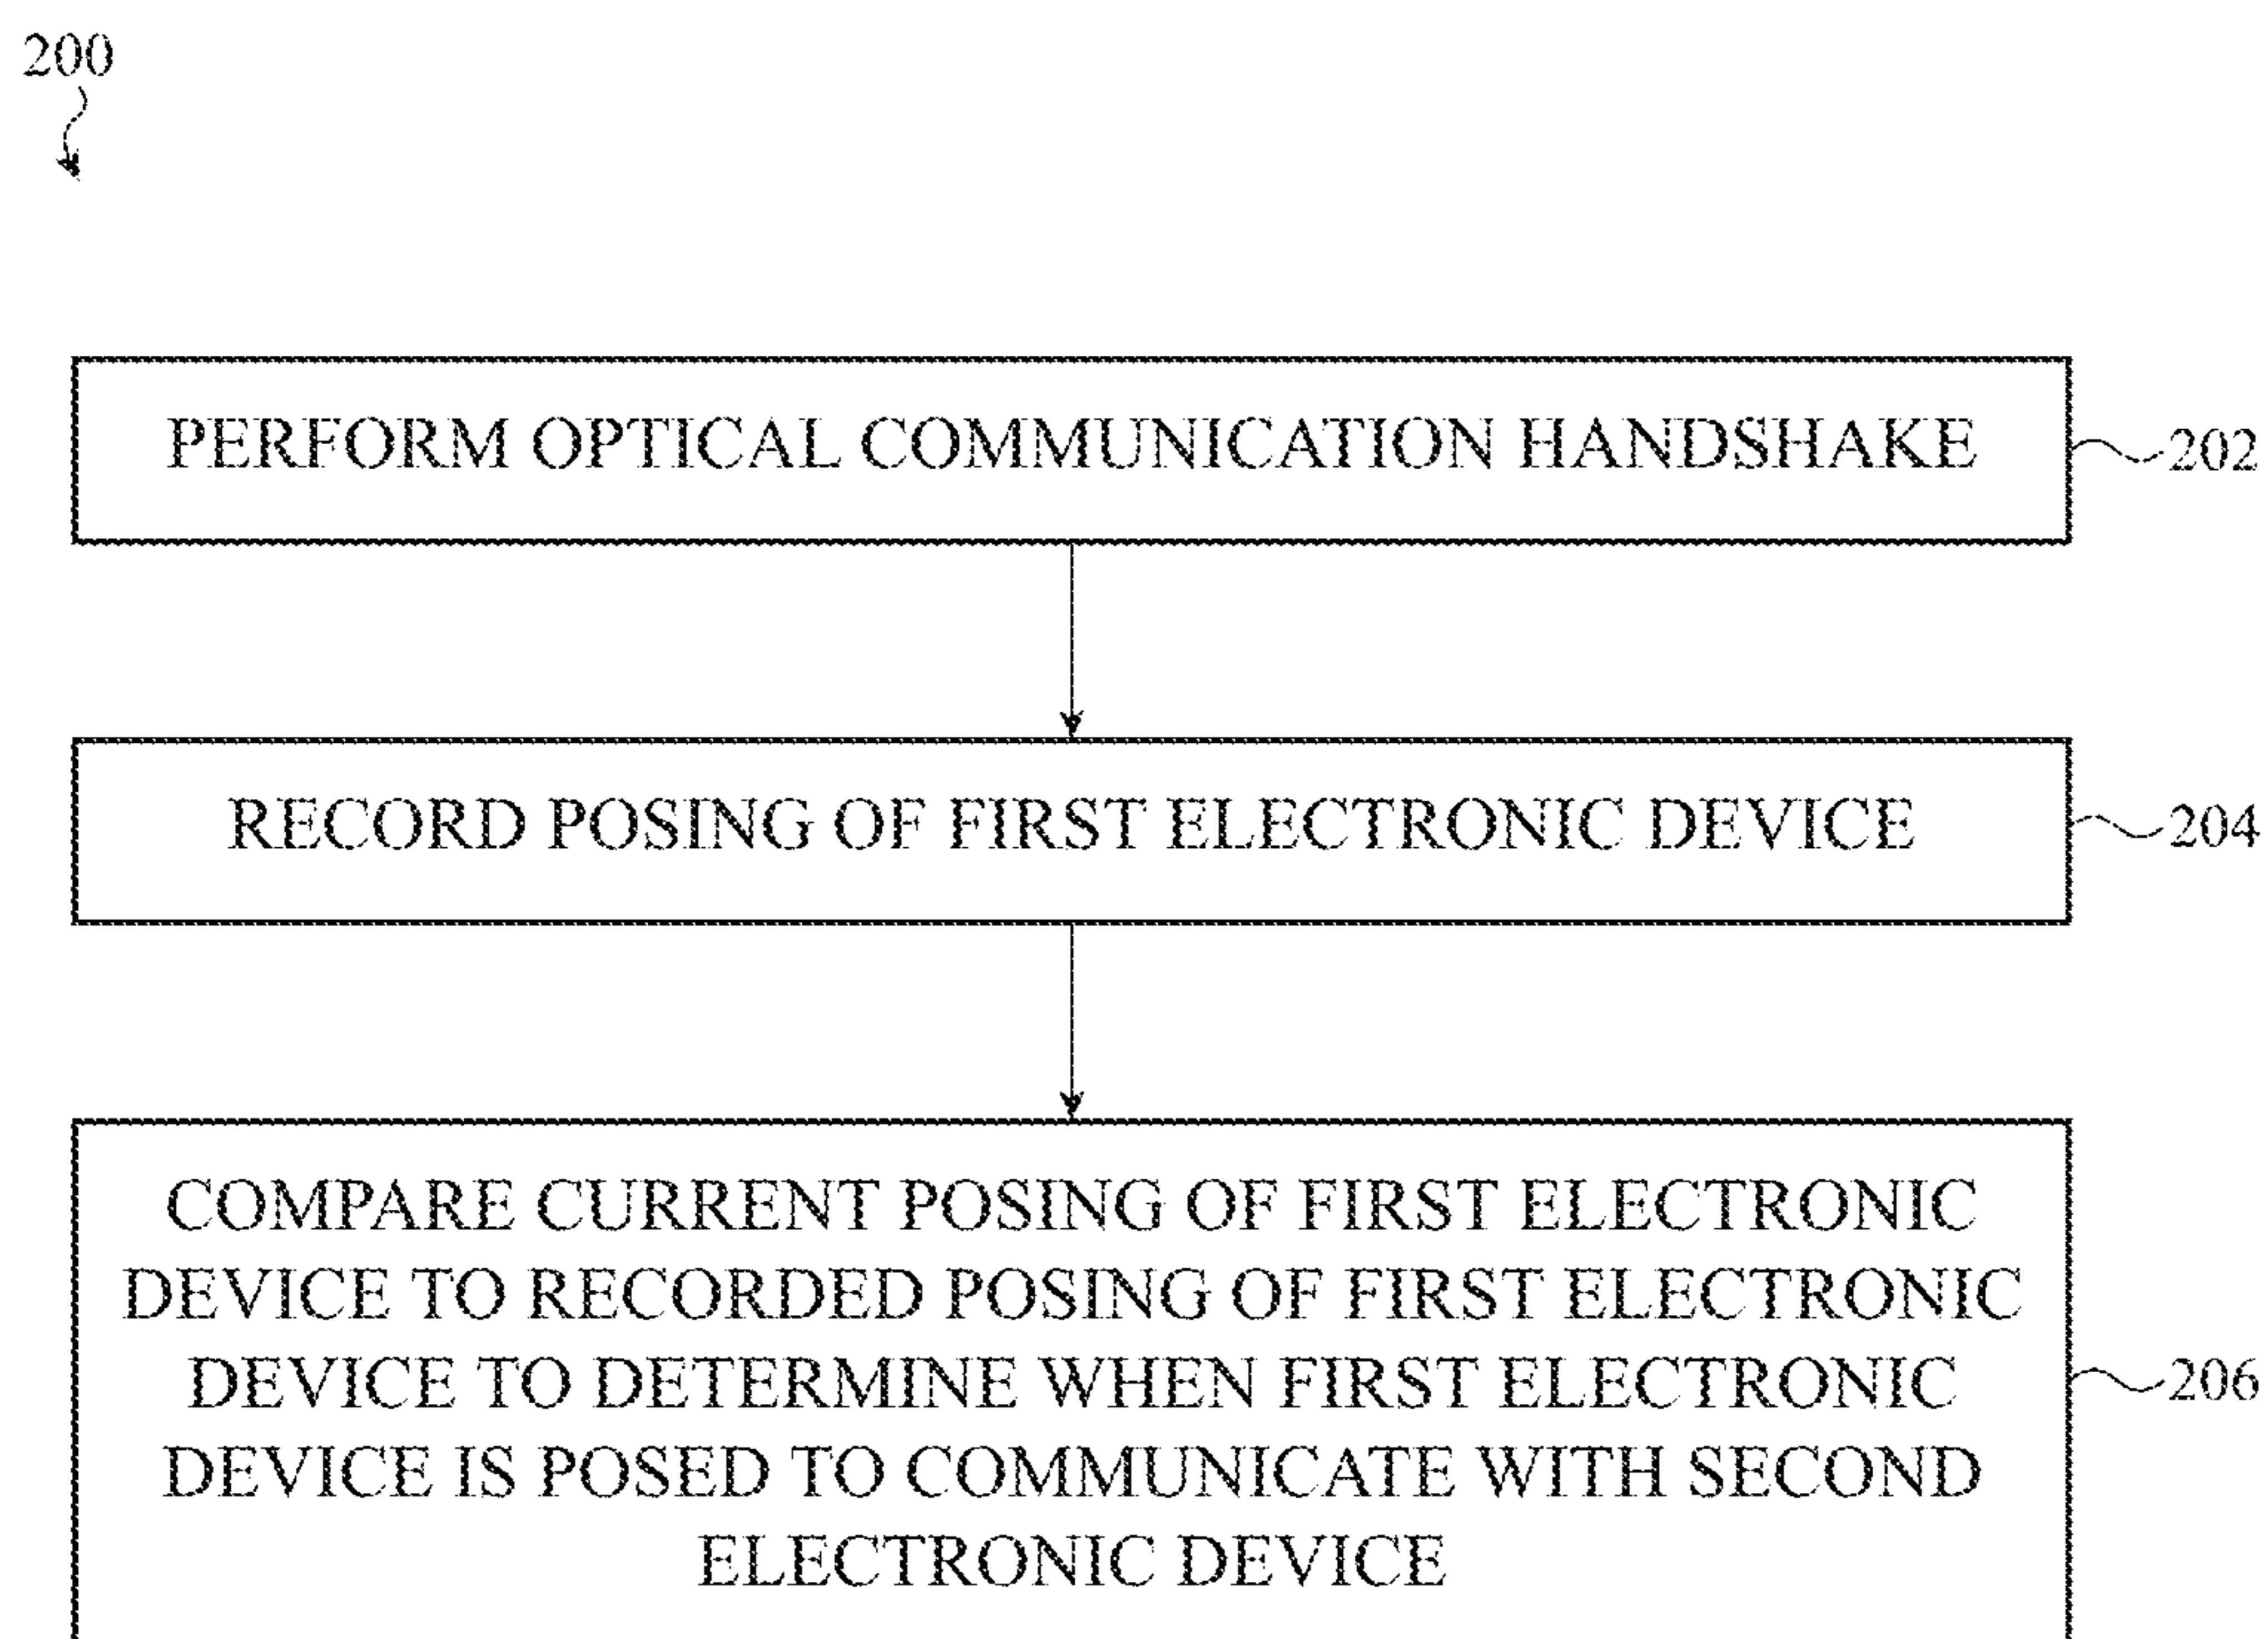 200
PERFORM OPTICAL COMMUNICATION HANDSHAKE
202
RECORD POSING OF FIRST ELECTRONIC DEVICE
204
COMPARE CURRENT POSING OF FIRST ELECTRONIC
DEVICE TO RECORDED POSING OF FIRST ELECTRONIC
DEVICE TO DETERMINE WHEN FIRST ELECTRONIC
DEVICE IS POSED TO COMMUNICATE WITH SECOND
ELECTRONIC DEVICE
206